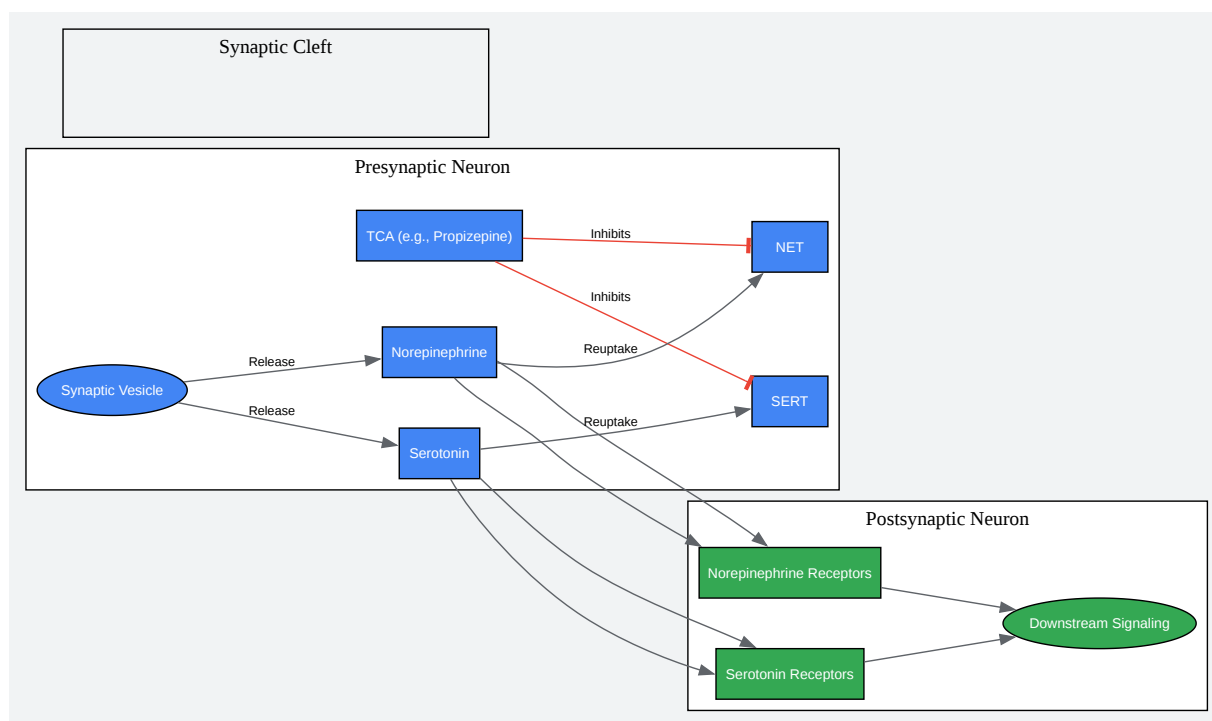 Synaptic Cleft
Presynaptic Neuron
TCA (e.g., Propizepine)
Inhibits
NET
Inhibits
Norepinephrine
Reuptake
Release
Synaptic Vesicle
Release
SERT
Reuptake
Serotonin
Postsynaptic Neuron
Norepinephrine Receptors
Downstream Signaling
Serotonin Receptors